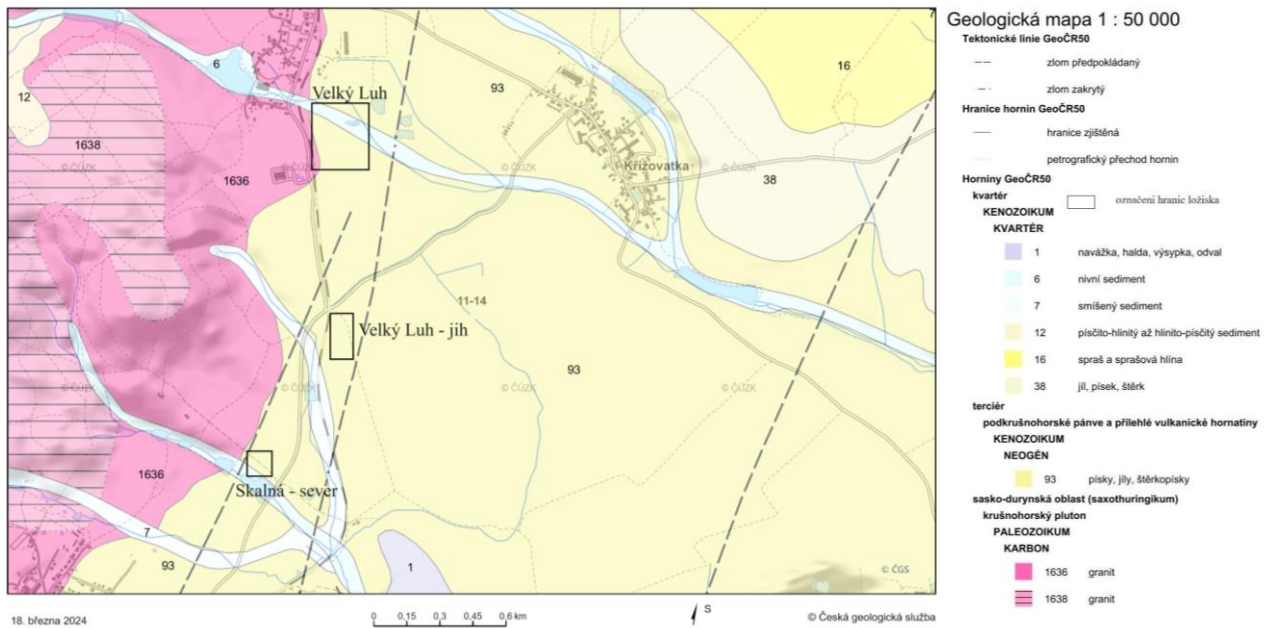 Geologická mapa 1 : 50 000
Tektonické linie GeoČR50
zlom předpokládaný
zlom zakrytý
Hranice hornin GeoČR50
hranice zjištěná
petrografický přechod hornin
Horniny GeoČR50
kvartér
označení hranic ložiska
KENOZOIKUM
KVARTÉR
1 navážka, halda, výsypka, odval
6 nivní sediment
7 smíšený sediment
12 písčito-hlinitý až hlinito-písčitý sediment
16 spraš a sprašová hlína
38 jíl, písek, štěrk
terciér
podkrušnohorské pánve a přilehlé vulkanické hornatiny
KENOZOIKUM
NEOGÉN
93 písky, jíly, štěrkopísky
sasko-durynská oblast (saxothuringikum)
krušnohorský pluton
PALEOZOIKUM
KARBON
1636 granit
1638 granit
7
6
16
93
12
Velký Luh
1638
© ČÚZK
© ČÚZK
© ČÚZK
Křižovatka
1636
38
11-14
Velký Luh - jih
93
© ČÚZK
© ČÚZK
© ČÚZK
© ČÚZK
1636
Skalná - sever
7
93
1
© ČGS
18. března 2024
0 0,15 0,3 0,45 0,6 km
S
© Česká geologická služba